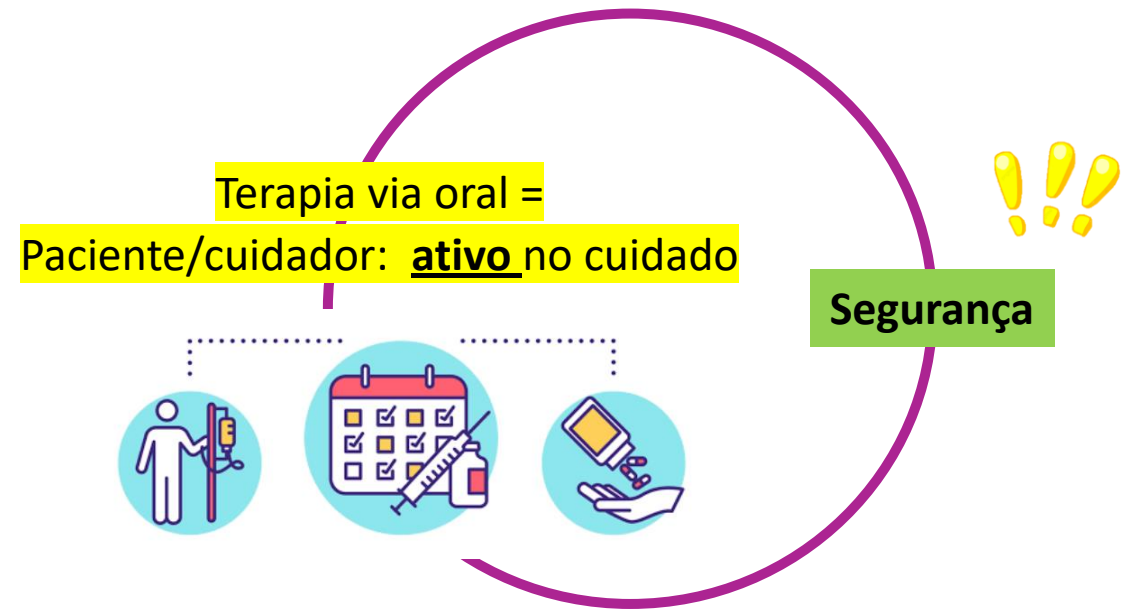 Terapia via oral =
Paciente/cuidador: ativo no cuidado
Segurança